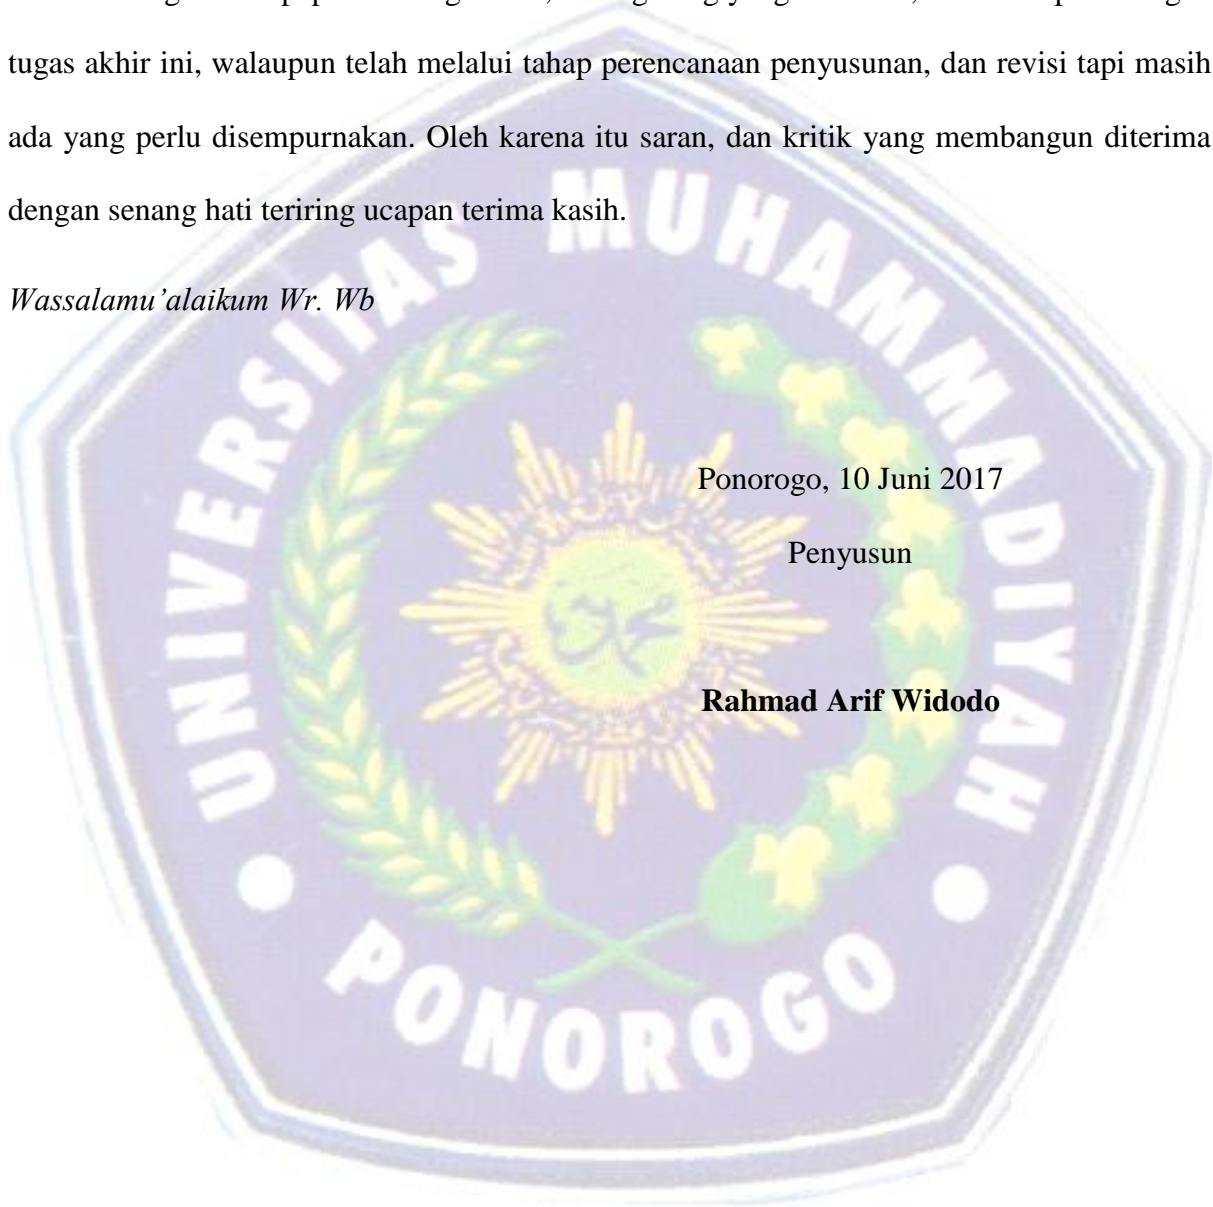 tugas akhir ini, walaupun telah melalui tahap perencanaan penyusunan, dan revisi tapi masih
ada yang perlu disempurnakan. Oleh karena itu saran, dan kritik yang membangun diterima
dengan senang hati teriring ucapan terima kasih.
Wassalamu’alaikum Wr. Wb
Ponorogo, 10 Juni 2017
Penyusun
Rahmad Arif Widodo
UNIVERSITAS MUHAMMADIYAH
PONOROGO